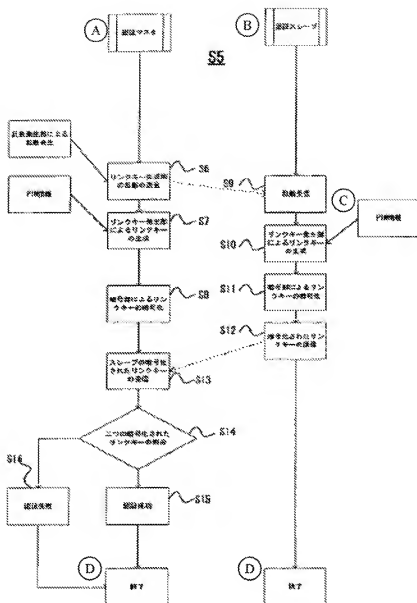 A
B
認証マスタ
認証スレーブ
S5
乱数発生部による
乱数発生
リンクキー生成用
の乱数の送信
S6
S9
乱数受信
C
円周情報
リンクキー発生部
によるリンクキー
の生成
S7
S10
リンクキー発生部
によるリンクキー
の生成
暗号部によるリン
クキーの暗号化
S8
S11
暗号部によるリン
クキーの暗号化
S12
暗号化されたリン
クキーの送信
スレーブの暗号化
されたリンクキー
の受信
S13
二つの暗号化された
リンクキーの照合
S14
S16
認証失敗
認証成功
S15
D
終了
D
終了